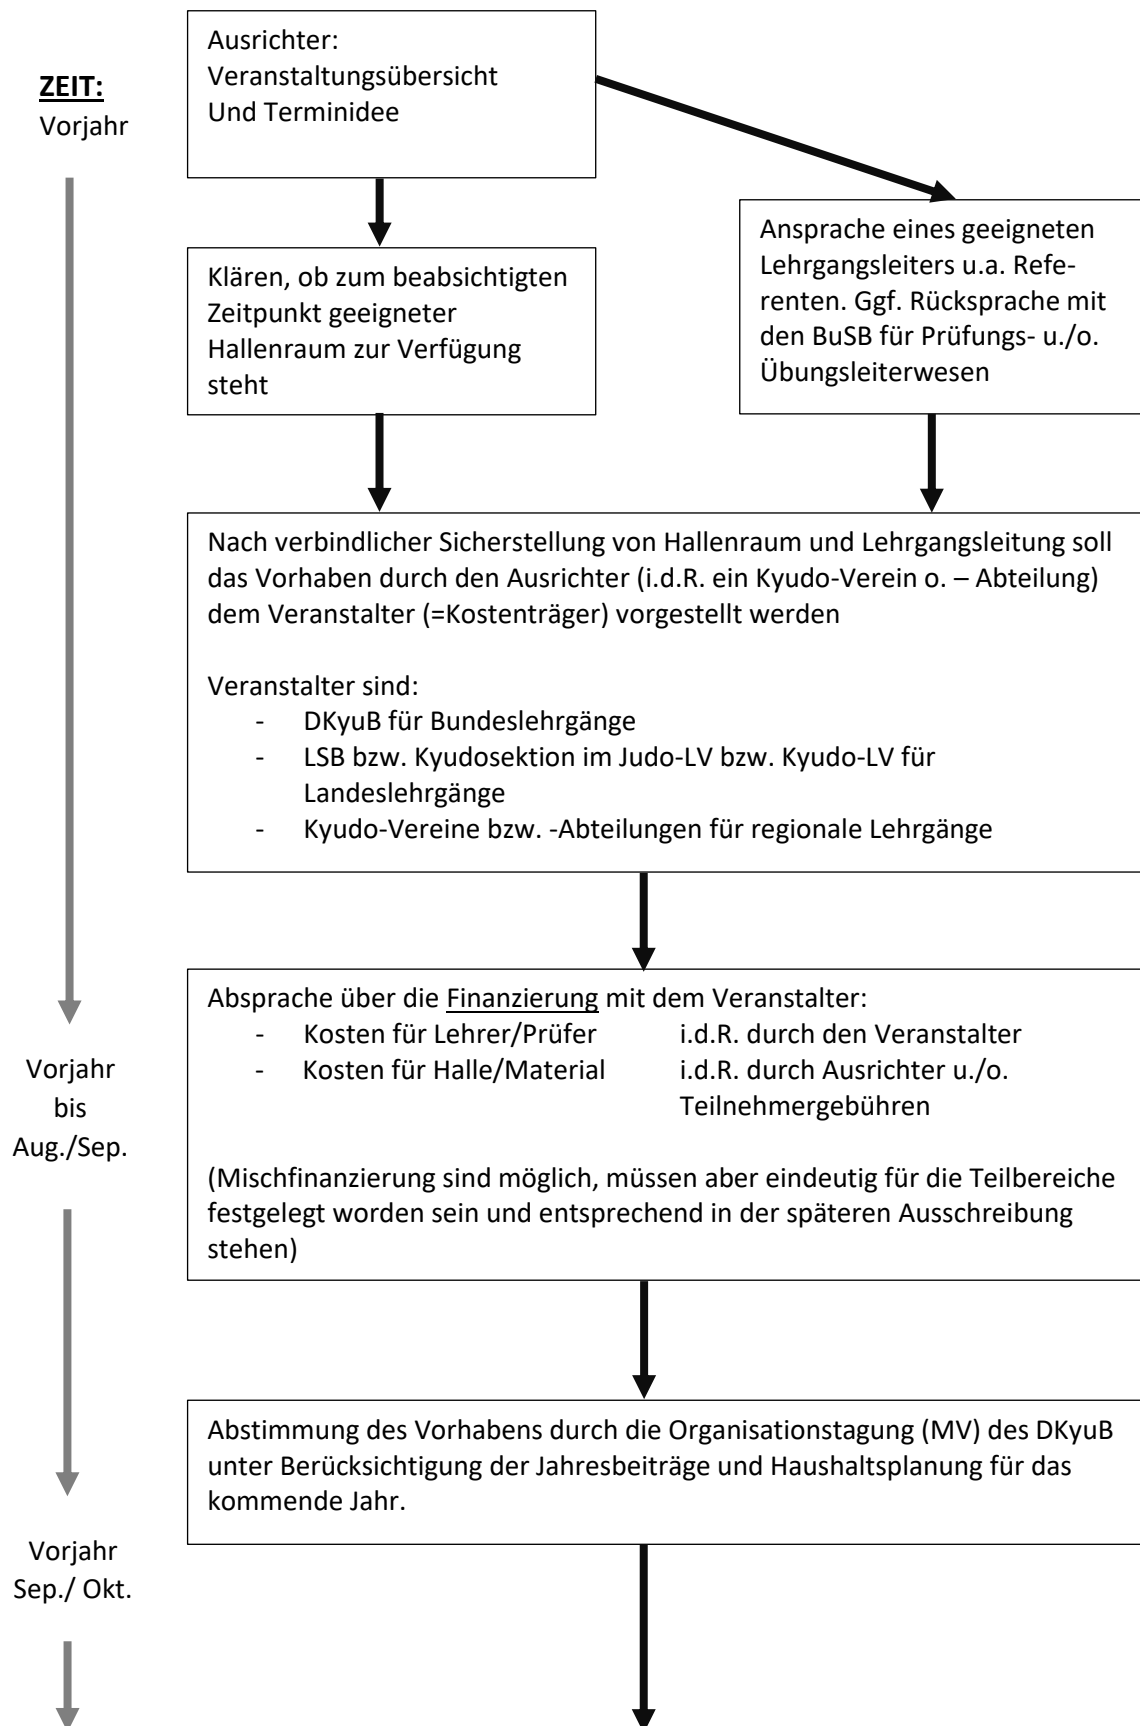 ZEIT:
Vorjahr
Ausrichter:
Veranstaltungsübersicht
Und Terminidee
Klären, ob zum beabsichtigten
Zeitpunkt geeigneter
Hallenraum zur Verfügung
steht
Ansprache eines geeigneten
Lehrgangsleiters u.a. Refe-
renten. Ggf. Rücksprache mit
den BuSB für Prüfungs- u./o.
Übungsleiterwesen
Nach verbindlicher Sicherstellung von Hallenraum und Lehrgangsleitung soll
das Vorhaben durch den Ausrichter (i.d.R. ein Kyudo-Verein o. – Abteilung)
dem Veranstalter (=Kostenträger) vorgestellt werden
Veranstalter sind:
- DKyuB für Bundeslehrgänge
- LSB bzw. Kyudosektion im Judo-LV bzw. Kyudo-LV für
Landeslehrgänge
- Kyudo-Vereine bzw. -Abteilungen für regionale Lehrgänge
Vorjahr
bis
Aug./Sep.
Absprache über die Finanzierung mit dem Veranstalter:
- Kosten für Lehrer/Prüfer i.d.R. durch den Veranstalter
- Kosten für Halle/Material i.d.R. durch Ausrichter u./o.
Teilnehmergebühren
(Mischfinanzierung sind möglich, müssen aber eindeutig für die Teilbereiche
festgelegt worden sein und entsprechend in der späteren Ausschreibung
stehen)
Abstimmung des Vorhabens durch die Organisationstagung (MV) des DKyuB
unter Berücksichtigung der Jahresbeiträge und Haushaltsplanung für das
kommende Jahr.
Vorjahr
Sep./ Okt.